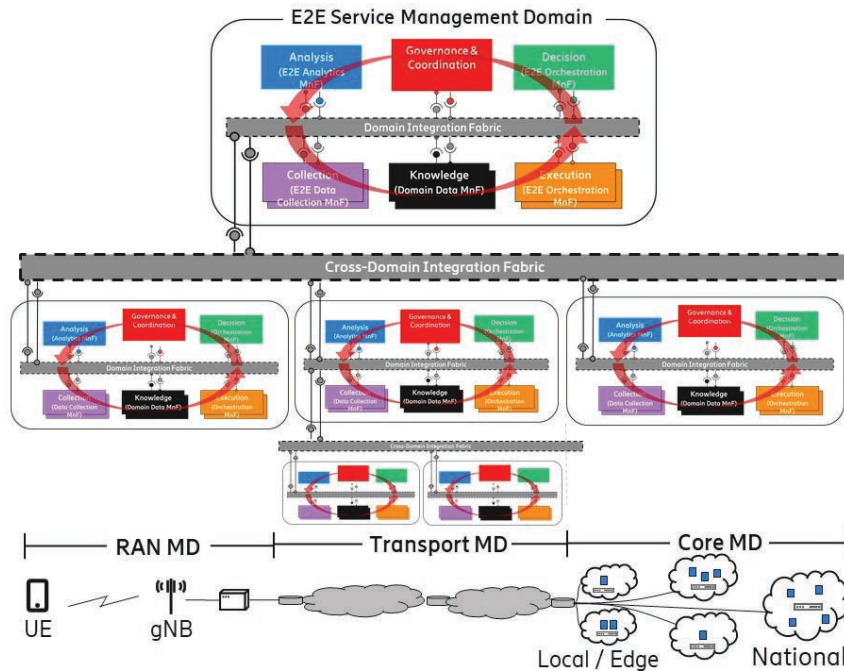 E2E Service Management Domain
Analysis
(E2E Analytics
MnF)
Governance &
Coordination
Decision
(E2E Orchestration
MnF)
Domain Integration Fabric
Collection
(E2E Data
Collection MnF)
Knowledge
(Domain Data MnF)
Execution
(E2E Orchestration
MnF)
Cross-Domain Integration Fabric
Analysis
(Analytics MnF)
Governance &
Coordination
Decision
(Orchestration
MnF)
Domain Integration Fabric
Collection
(Data Collection
MnF)
Knowledge
(Domain Data MnF)
Execution
(Orchestration
MnF)
Analysis
(Analytics MnF)
Governance &
Coordination
Decision
(Orchestration
MnF)
Domain Integration Fabric
Collection
(Data Collection
MnF)
Knowledge
(Domain Data MnF)
Execution
(Orchestration
MnF)
Analysis
(Analytics MnF)
Governance &
Coordination
Decision
(Orchestration
MnF)
Domain Integration Fabric
Collection
(Data Collection
MnF)
Knowledge
(Domain Data MnF)
Execution
(Orchestration
MnF)
Cross-Domain Integration Fabric
RAN MD
Transport MD
Core MD
UE
gNB
Local / Edge
National